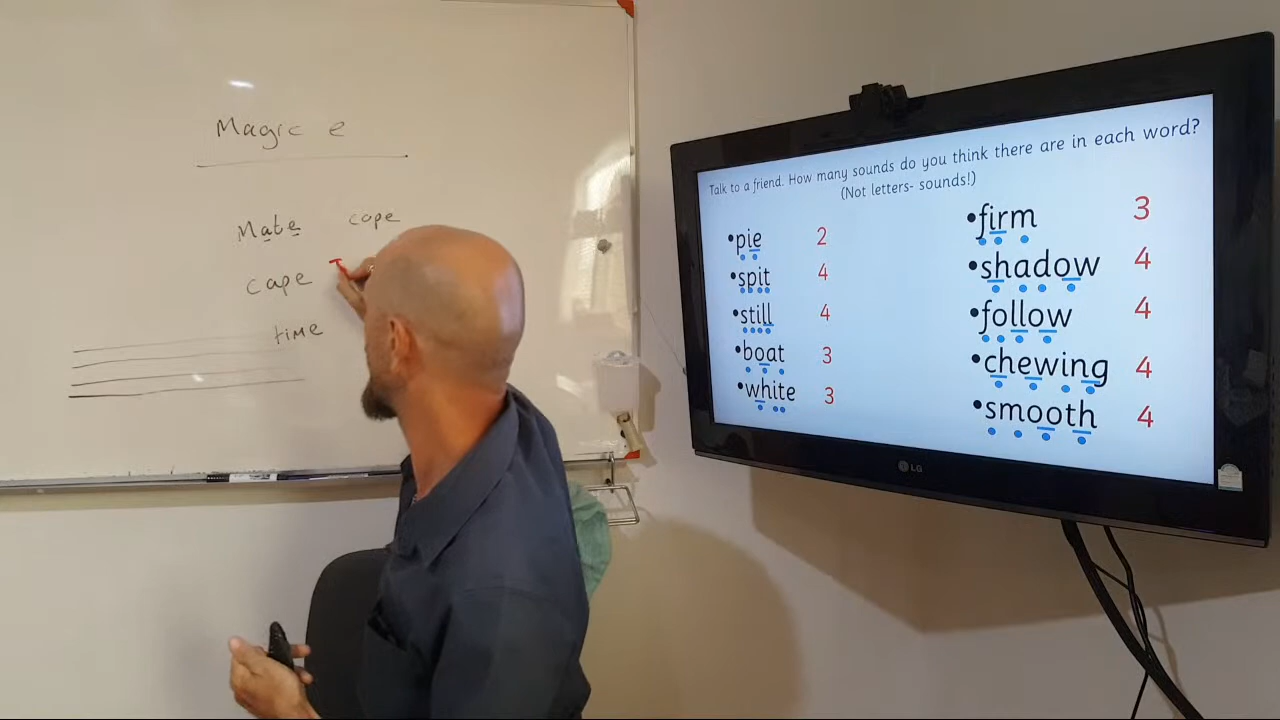 Magic e
Mate cope
cape T
time
Talk to a friend. How many sounds do you think there are in each word?
(Not letters- sounds!)
•pie 2
•spit 4
•still 4
•boat 3
•white 3
•firm 3
•shadow 4
•follow 4
•chewing 4
•smooth 4
LG